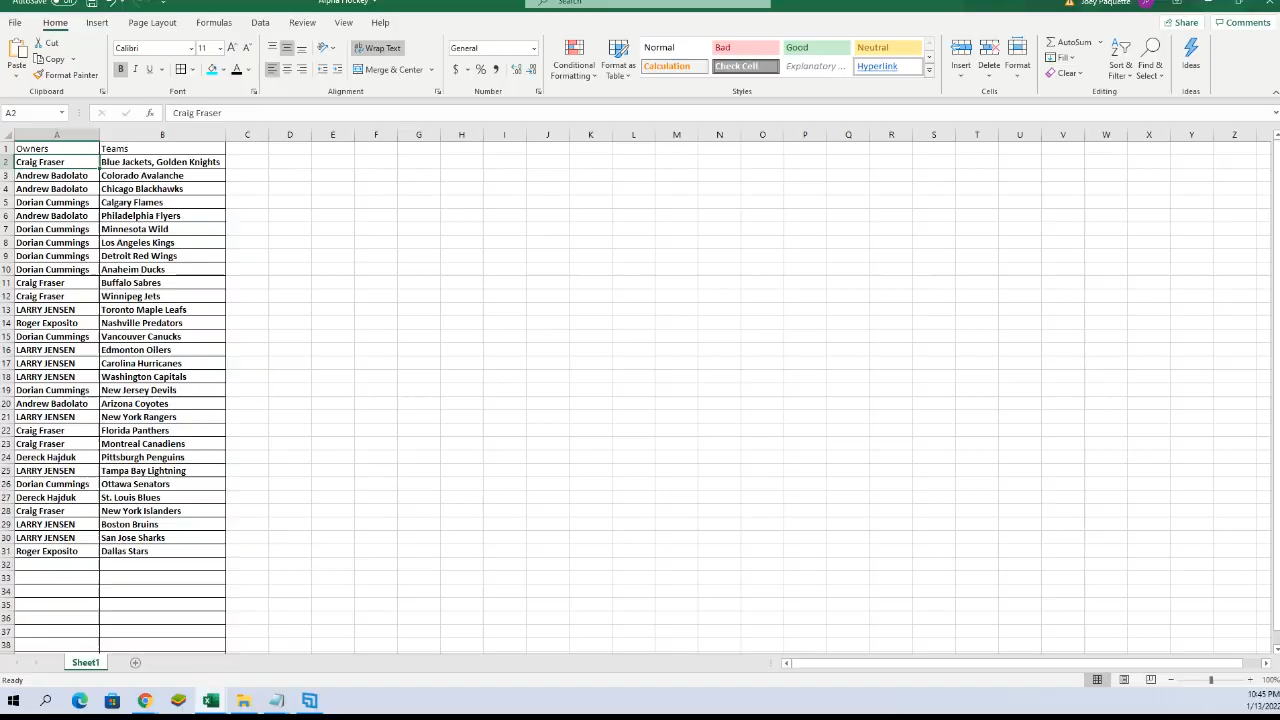 AutoSave Off Alpha Hockey Search Joey Paquette
File Home Insert Page Layout Formulas Data Review View Help Share Comments
Cut
Copy
Format Painter
Paste
Clipboard
Calibri 11
B I U
Font
Wrap Text
Merge & Center
Alignment
General
$ % ,
Number
Conditional Formatting
Format as Table
Normal Bad Good Neutral
Calculation Check Cell Explanatory ... Hyperlink
Styles
Insert Delete Format
Cells
AutoSum
Fill
Clear
Sort & Filter
Find & Select
Editing
Ideas
Ideas
A2 fx Craig Fraser
A B C D E F G H I J K L M N O P Q R S T U V W X Y Z
1 Owners Teams
2 Craig Fraser Blue Jackets, Golden Knights
3 Andrew Badolato Colorado Avalanche
4 Andrew Badolato Chicago Blackhawks
5 Dorian Cummings Calgary Flames
6 Andrew Badolato Philadelphia Flyers
7 Dorian Cummings Minnesota Wild
8 Dorian Cummings Los Angeles Kings
9 Dorian Cummings Detroit Red Wings
10 Dorian Cummings Anaheim Ducks
11 Craig Fraser Buffalo Sabres
12 Craig Fraser Winnipeg Jets
13 LARRY JENSEN Toronto Maple Leafs
14 Roger Exposito Nashville Predators
15 Dorian Cummings Vancouver Canucks
16 LARRY JENSEN Edmonton Oilers
17 LARRY JENSEN Carolina Hurricanes
18 LARRY JENSEN Washington Capitals
19 Dorian Cummings New Jersey Devils
20 Andrew Badolato Arizona Coyotes
21 LARRY JENSEN New York Rangers
22 Craig Fraser Florida Panthers
23 Craig Fraser Montreal Canadiens
24 Dereck Hajduk Pittsburgh Penguins
25 LARRY JENSEN Tampa Bay Lightning
26 Dorian Cummings Ottawa Senators
27 Dereck Hajduk St. Louis Blues
28 Craig Fraser New York Islanders
29 LARRY JENSEN Boston Bruins
30 LARRY JENSEN San Jose Sharks
31 Roger Exposito Dallas Stars
32
33
34
35
36
37
38
Sheet1
Ready 100%
10:45 PM
1/13/2022